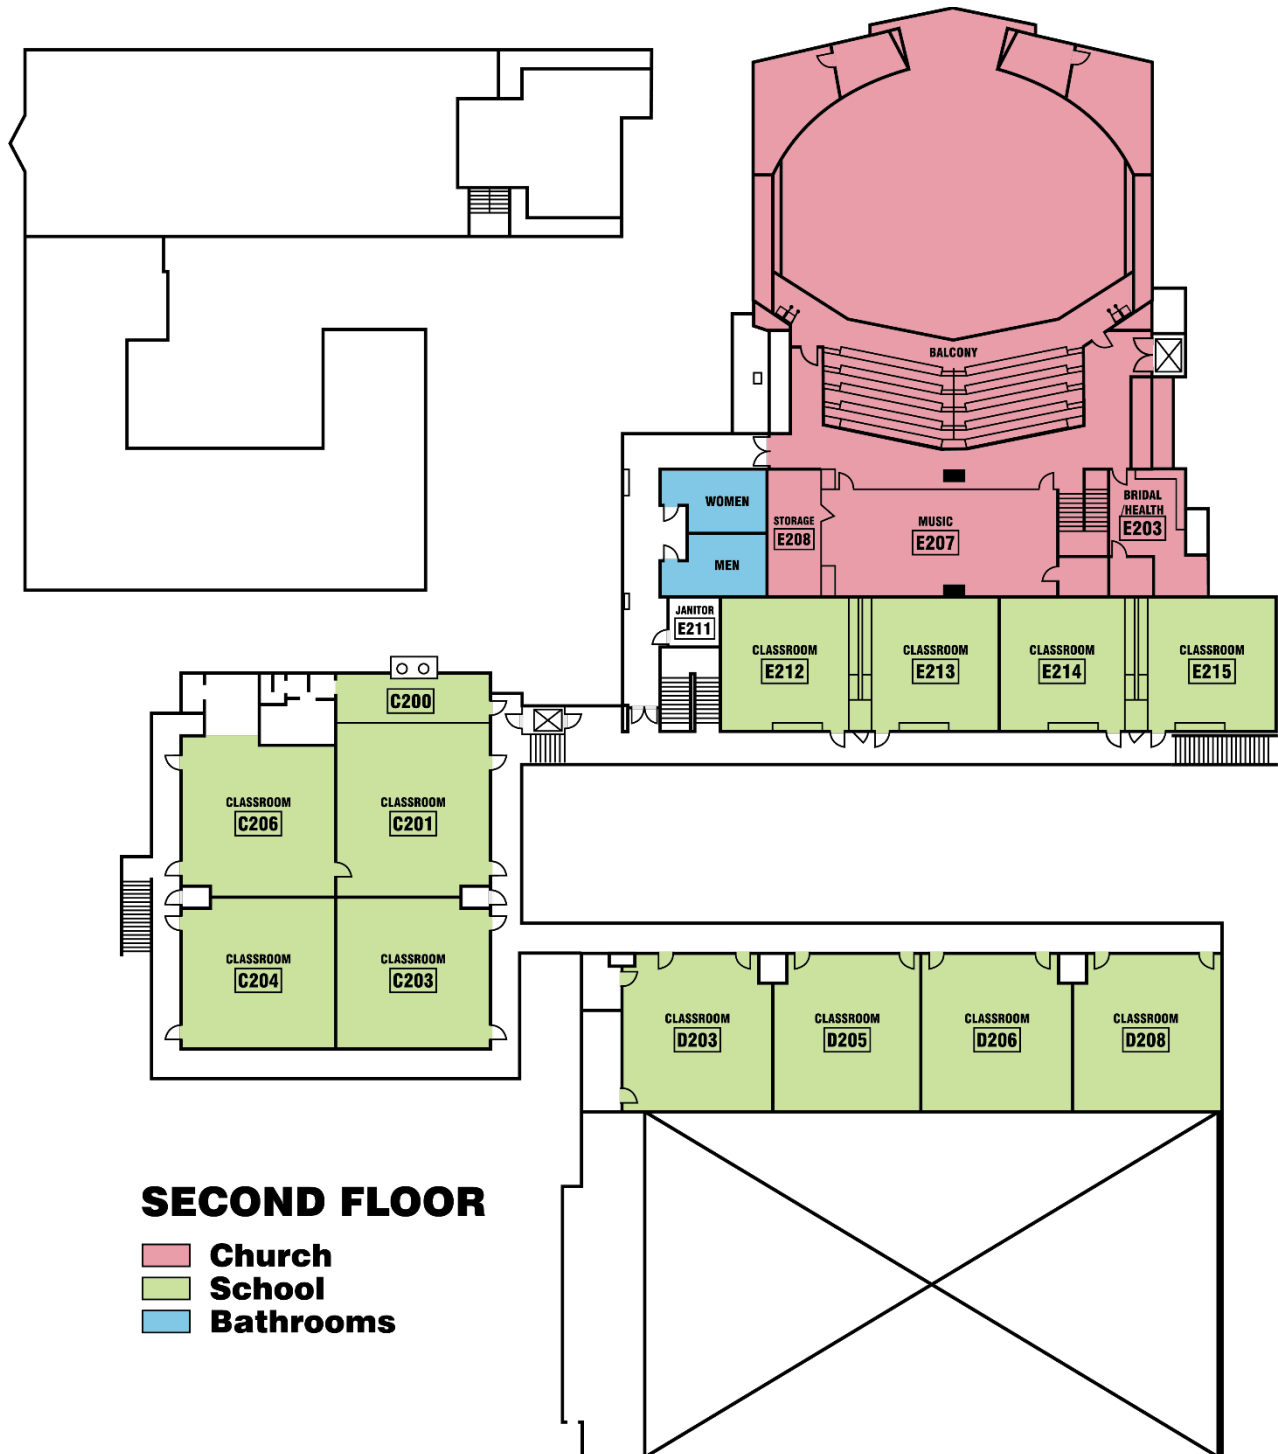 BALCONY
WOMEN
MEN
STORAGE
E208
MUSIC
E207
BRIDAL
/HEALTH
E203
JANITOR
E211
CLASSROOM
E212
CLASSROOM
E213
CLASSROOM
E214
CLASSROOM
E215
C200
CLASSROOM
C206
CLASSROOM
C201
CLASSROOM
C204
CLASSROOM
C203
CLASSROOM
D203
CLASSROOM
D205
CLASSROOM
D206
CLASSROOM
D208
SECOND FLOOR
Church
School
Bathrooms